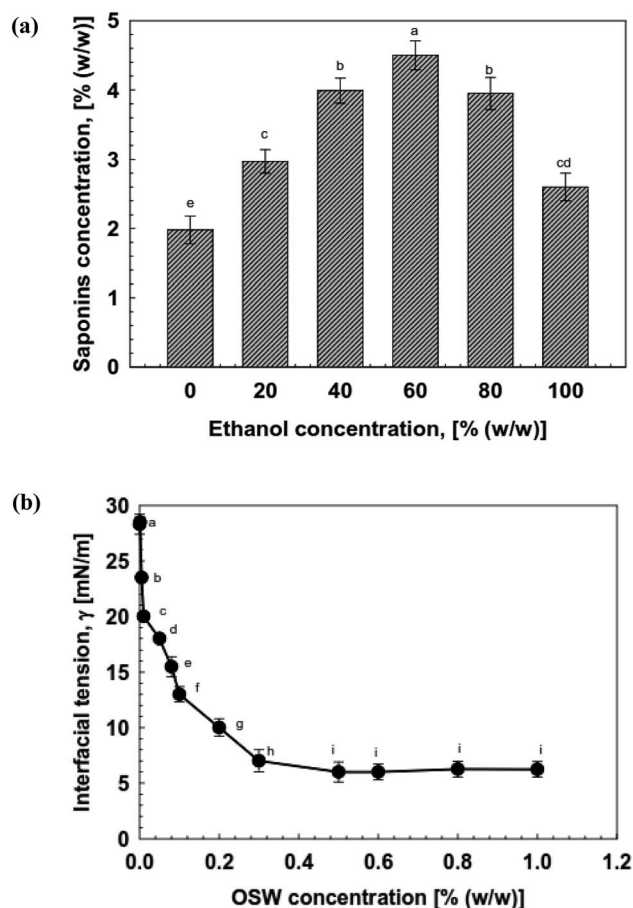 (a)
Saponins concentration, [% (w/w)]
5
4
3
2
1
0
a
b
b
c
cd
e
0 20 40 60 80 100
Ethanol concentration, [% (w/w)]
(b)
Interfacial tension, γ [mN/m]
30
25
20
15
10
5
0
a
b
c
d
e
f
g
h
i
i
i
i
0.0 0.2 0.4 0.6 0.8 1.0 1.2
OSW concentration [% (w/w)]